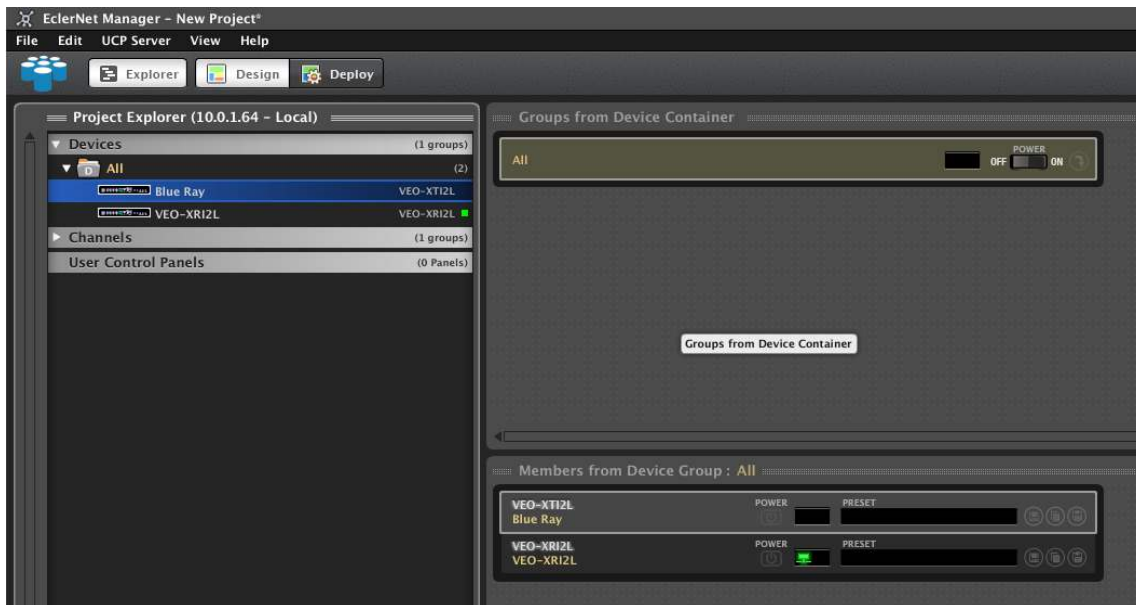 EclerNet Manager – New Project*
File Edit UCP Server View Help
Explorer Design Deploy
Project Explorer (10.0.1.64 – Local)
Devices (1 groups)
D All (2)
Blue Ray VEO-XTI2L
VEO-XRI2L VEO-XRI2L
Channels (1 groups)
User Control Panels (0 Panels)
Groups from Device Container
All POWER OFF ON
Groups from Device Container
Members from Device Group : All
VEO-XTI2L POWER PRESET
Blue Ray
VEO-XRI2L POWER PRESET
VEO-XRI2L